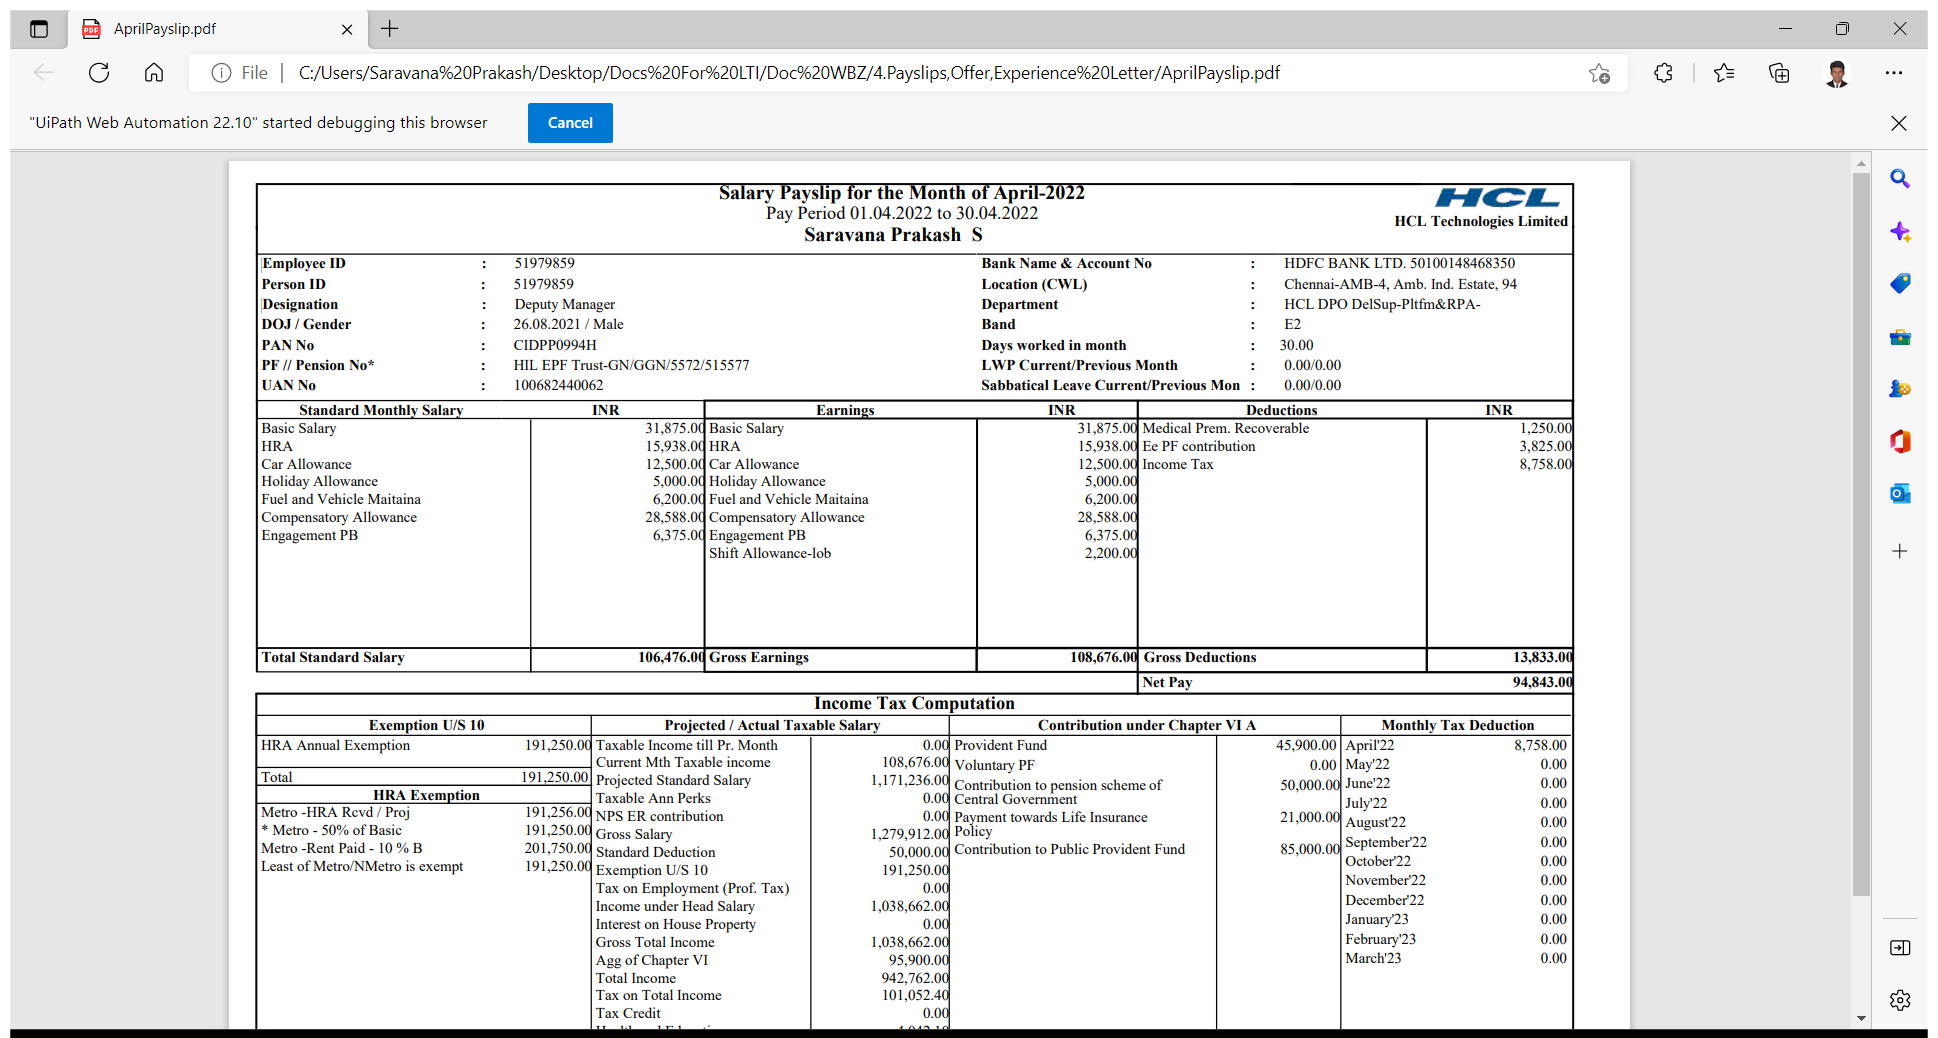 AprilPayslip.pdf
File
C:/Users/Saravana%20Prakash/Desktop/Docs%20For%20LTI/Doc%20WBZ/4.Payslips,Offer,Experience%20Letter/AprilPayslip.pdf
"UiPath Web Automation 22.10" started debugging this browser Cancel
Salary Payslip for the Month of April-2022
Pay Period 01.04.2022 to 30.04.2022
Saravana Prakash S
HCL
HCL Technologies Limited
Employee ID : 51979859 Bank Name & Account No : HDFC BANK LTD. 50100148468350
Person ID : 51979859 Location (CWL) : Chennai-AMB-4, Amb. Ind. Estate, 94
Designation : Deputy Manager Department : HCL DPO DelSup-Pltfm&RPA-
DOJ / Gender : 26.08.2021 / Male Band : E2
PAN No : CIDPP0994H Days worked in month : 30.00
PF // Pension No* : HIL EPF Trust-GN/GGN/5572/515577 LWP Current/Previous Month : 0.00/0.00
UAN No : 100682440062 Sabbatical Leave Current/Previous Mon : 0.00/0.00
Standard Monthly Salary INR Earnings INR Deductions INR
Basic Salary 31,875.00 Basic Salary 31,875.00 Medical Prem. Recoverable 1,250.00
HRA 15,938.00 HRA 15,938.00 Ee PF contribution 3,825.00
Car Allowance 12,500.00 Car Allowance 12,500.00 Income Tax 8,758.00
Holiday Allowance 5,000.00 Holiday Allowance 5,000.00
Fuel and Vehicle Maitaina 6,200.00 Fuel and Vehicle Maitaina 6,200.00
Compensatory Allowance 28,588.00 Compensatory Allowance 28,588.00
Engagement PB 6,375.00 Engagement PB 6,375.00
Shift Allowance-lob 2,200.00
Total Standard Salary 106,476.00 Gross Earnings 108,676.00 Gross Deductions 13,833.00
Net Pay 94,843.00
Income Tax Computation
Exemption U/S 10
HRA Annual Exemption 191,250.00
Total 191,250.00
HRA Exemption
Metro -HRA Rcvd / Proj 191,256.00
* Metro - 50% of Basic 191,250.00
Metro -Rent Paid - 10 % B 201,750.00
Least of Metro/NMetro is exempt 191,250.00
Projected / Actual Taxable Salary
Taxable Income till Pr. Month 0.00
Current Mth Taxable income 108,676.00
Projected Standard Salary 1,171,236.00
Taxable Ann Perks 0.00
NPS ER contribution 0.00
Gross Salary 1,279,912.00
Standard Deduction 50,000.00
Exemption U/S 10 191,250.00
Tax on Employment (Prof. Tax) 0.00
Income under Head Salary 1,038,662.00
Interest on House Property 0.00
Gross Total Income 1,038,662.00
Agg of Chapter VI 95,900.00
Total Income 942,762.00
Tax on Total Income 101,052.40
Tax Credit 0.00
Contribution under Chapter VI A
Provident Fund 45,900.00
Voluntary PF 0.00
Contribution to pension scheme of 50,000.00
Central Government
Payment towards Life Insurance 21,000.00
Policy
Contribution to Public Provident Fund 85,000.00
Monthly Tax Deduction
April'22 8,758.00
May'22 0.00
June'22 0.00
July'22 0.00
August'22 0.00
September'22 0.00
October'22 0.00
November'22 0.00
December'22 0.00
January'23 0.00
February'23 0.00
March'23 0.00